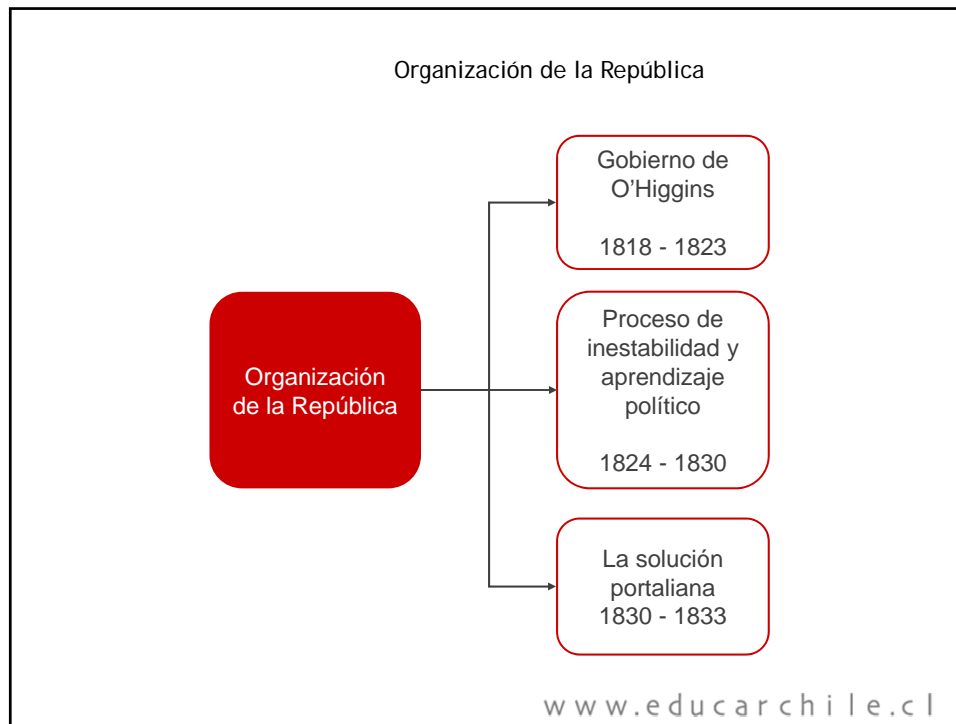 Organización de la República
Organización
de la República
Gobierno de
O’Higgins
1818 - 1823
Proceso de
inestabilidad y
aprendizaje
político
1824 - 1830
La solución
portaliana
1830 - 1833
www.educarchile.cl